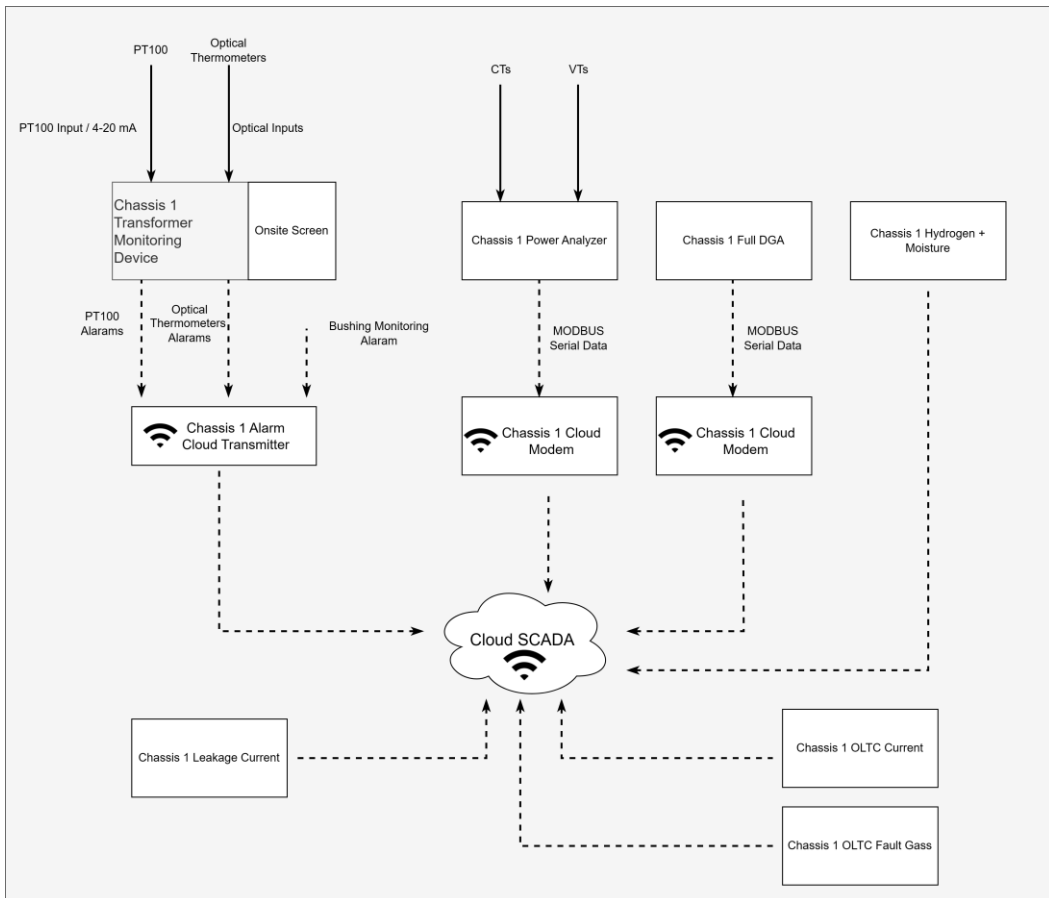 PT100
Optical
Thermometers
CTs
VTs
PT100 Input / 4-20 mA
Optical Inputs
Chassis 1
Transformer
Monitoring
Device
Onsite Screen
Chassis 1 Power Analyzer
Chassis 1 Full DGA
Chassis 1 Hydrogen +
Moisture
PT100
Alarams
Optical
Thermometers
Alarams
Bushing Monitoring
Alaram
MODBUS
Serial Data
MODBUS
Serial Data
Chassis 1 Alarm
Cloud Transmitter
Chassis 1 Cloud
Modem
Chassis 1 Cloud
Modem
Cloud SCADA
Chassis 1 Leakage Current
Chassis 1 OLTC Current
Chassis 1 OLTC Fault Gass